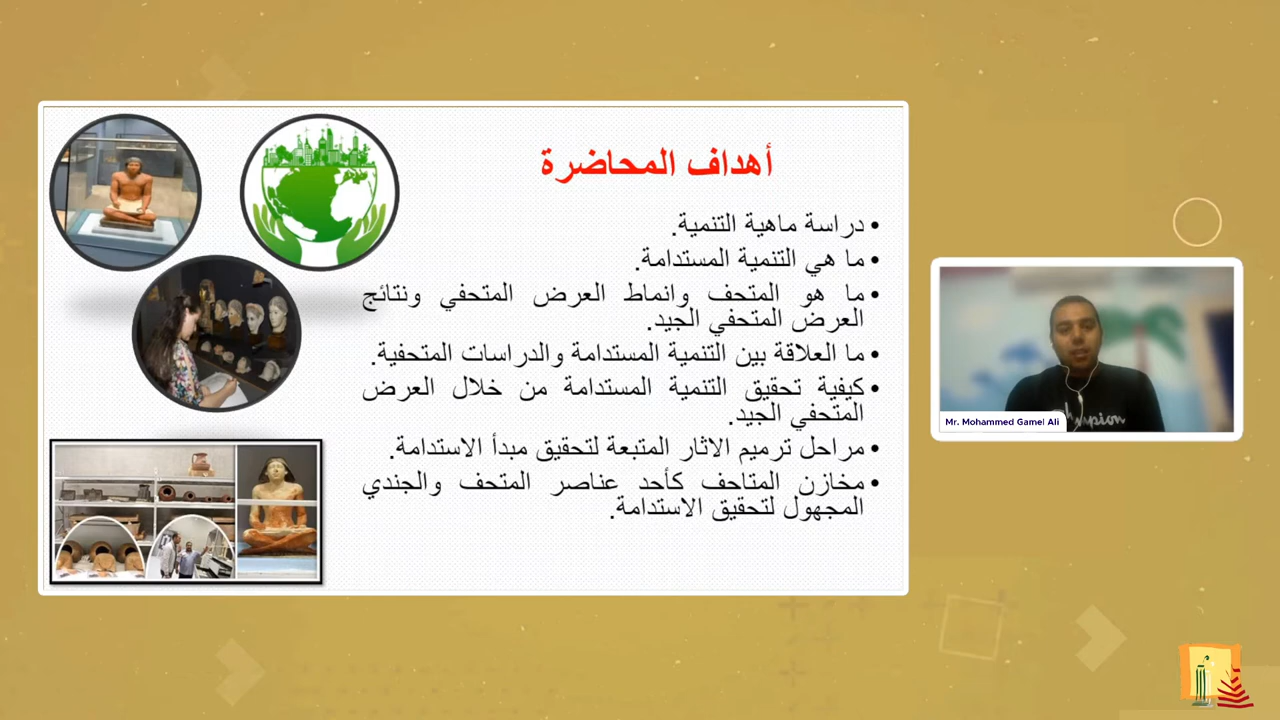 أهداف المحاضرة
• دراسة ماهية التنمية.
• ما هي التنمية المستدامة.
• ما هو المتحف وانماط العرض المتحفي ونتائج
العرض المتحفي الجيد.
• ما العلاقة بين التنمية المستدامة والدراسات المتحفية.
• كيفية تحقيق التنمية المستدامة من خلال العرض
المتحفي الجيد.
• مراحل ترميم الاثار المتبعة لتحقيق مبدأ الاستدامة.
• مخازن المتاحف كأحد عناصر المتحف والجندي
المجهول لتحقيق الاستدامة.
Mr. Mohammed Gamel Ali